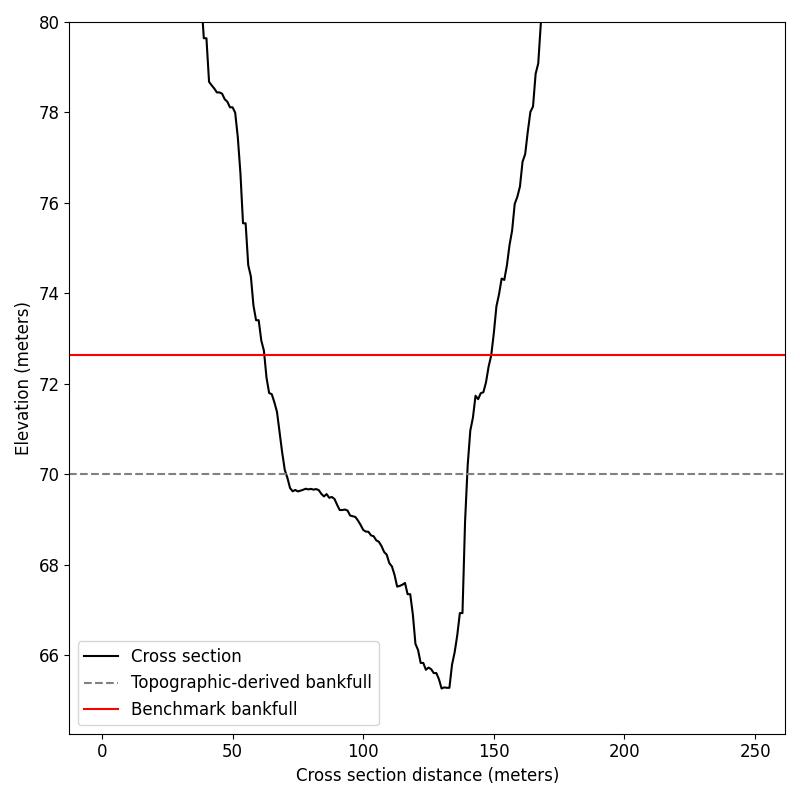 80
78
76
74
72
70
68
66
Elevation (meters)
Cross section
Topographic-derived bankfull
Benchmark bankfull
0 50 100 150 200 250
Cross section distance (meters)